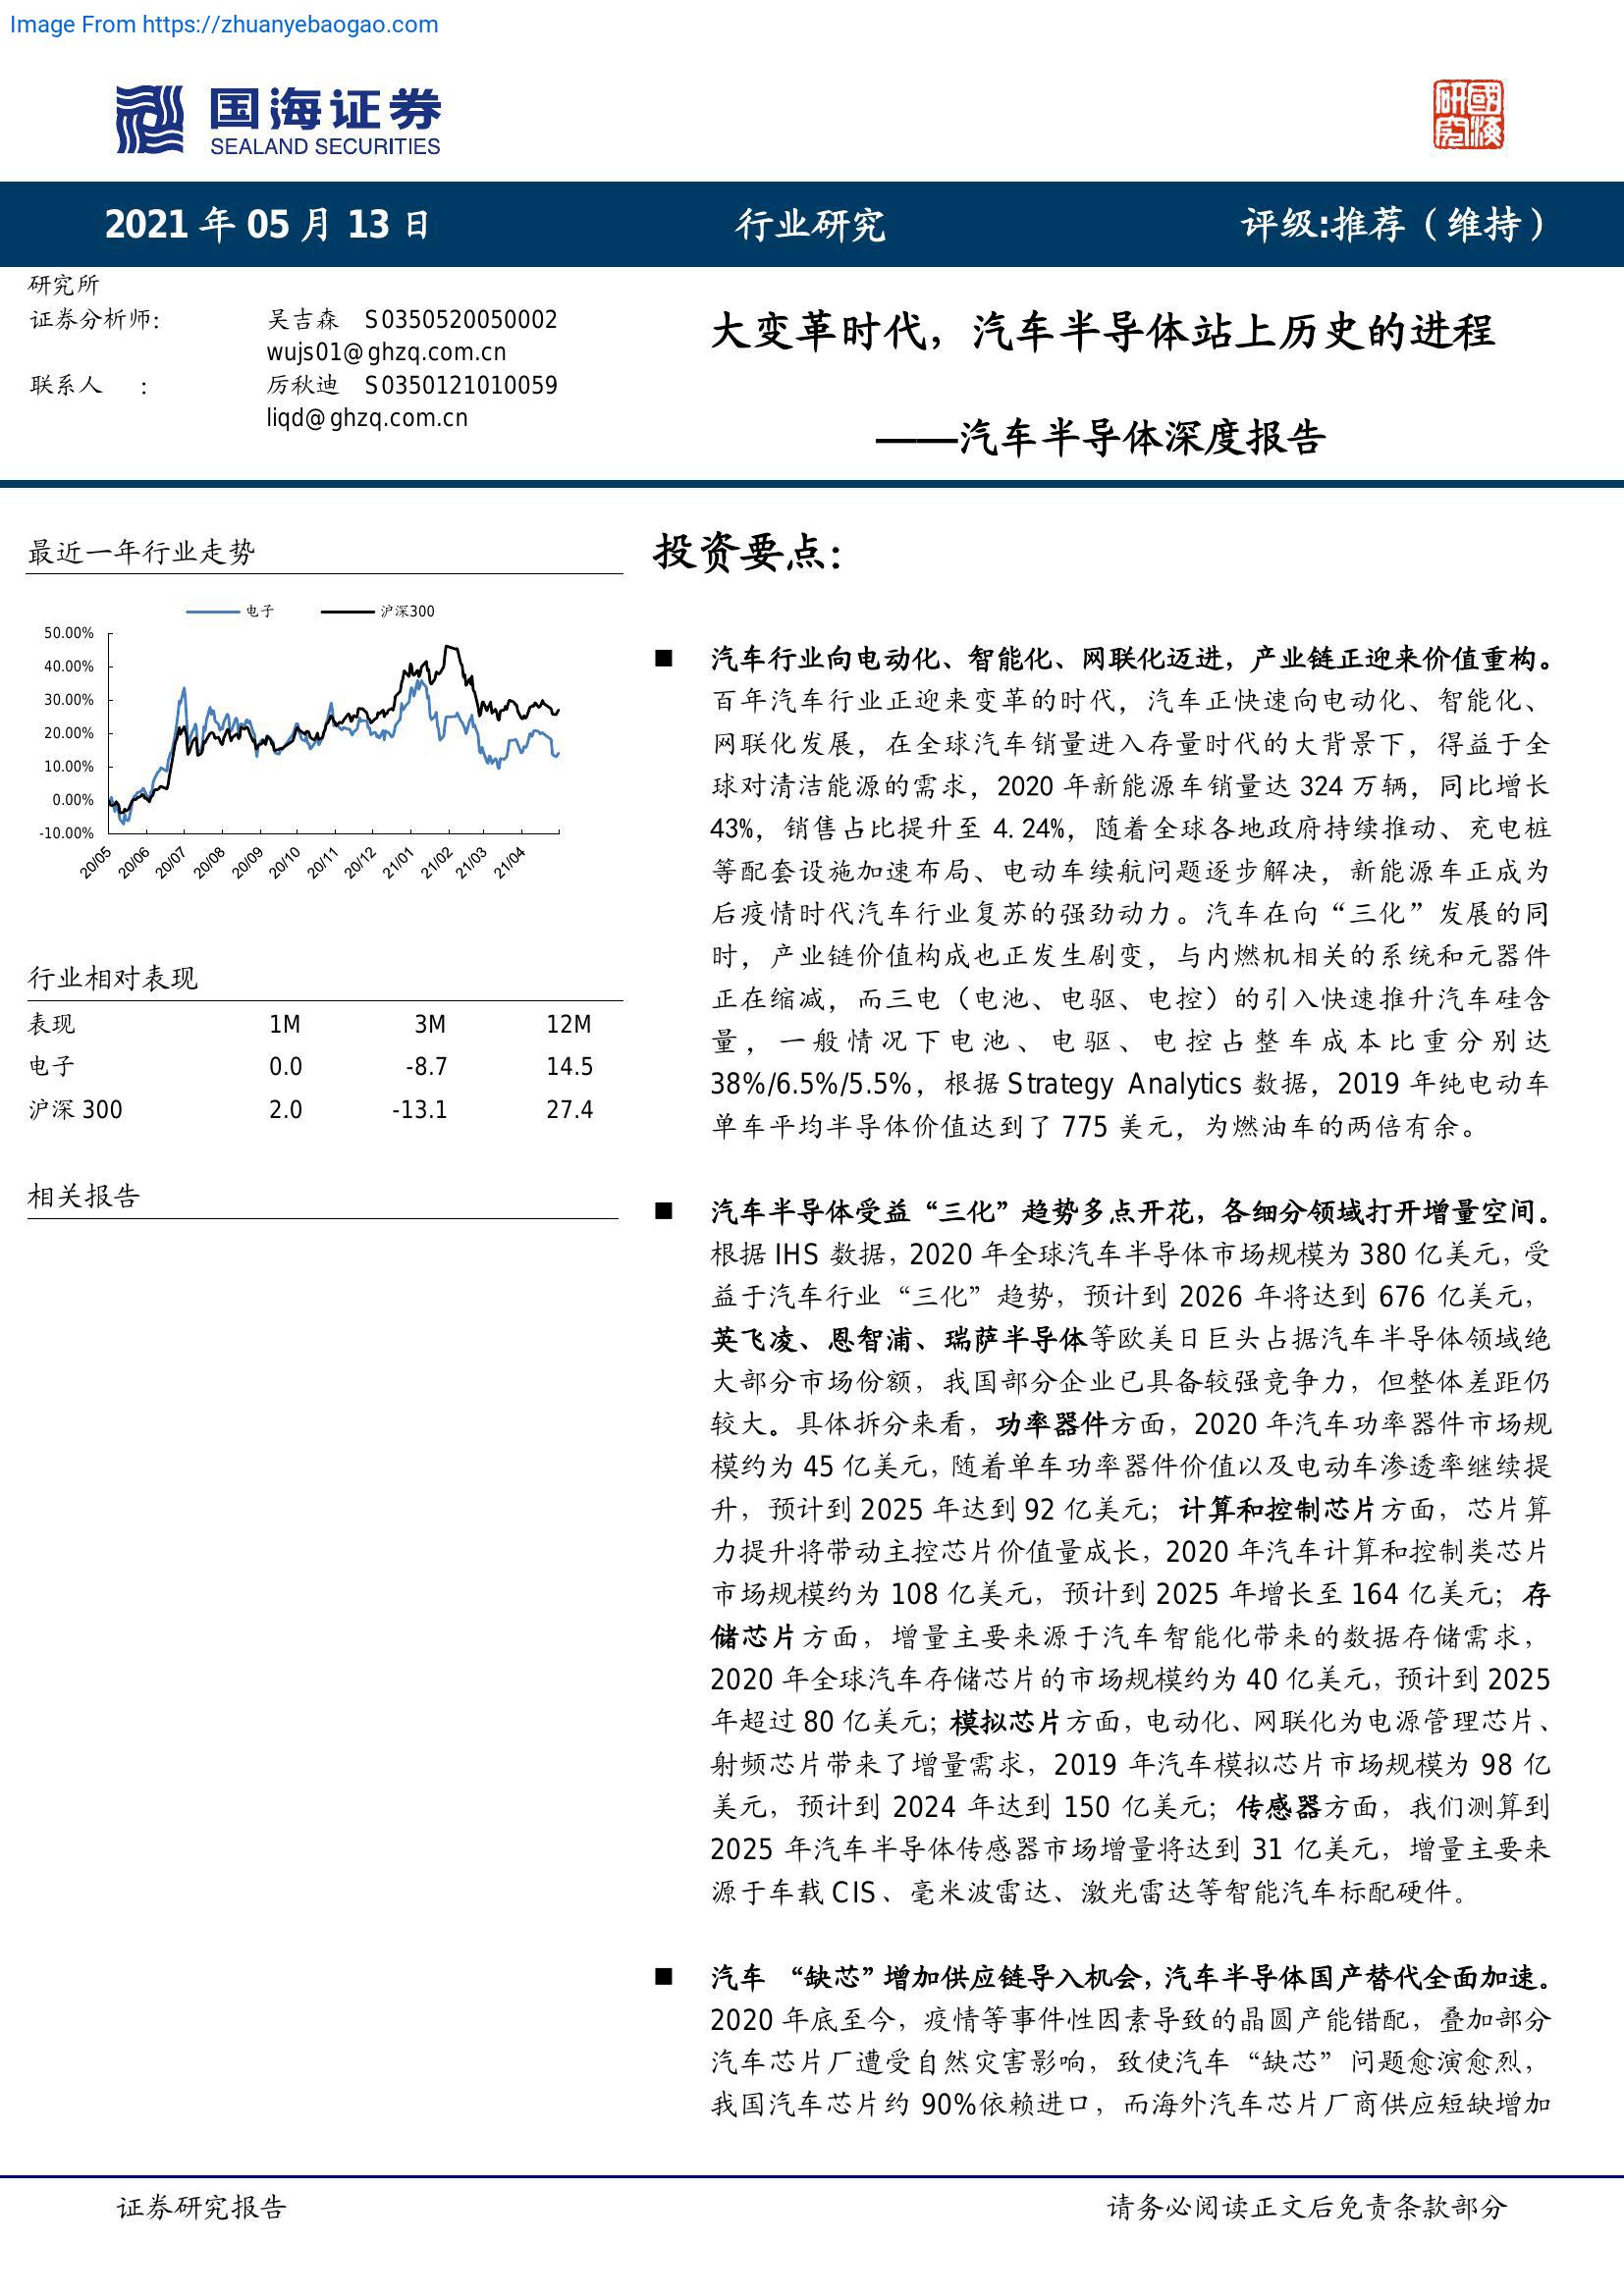 Image From https://zhuanyebaogao.com
国海证券
SEALAND SECURITIES
研國
究海
2021 年 05 月 13 日
行业研究
评级:推荐（维持）
研究所
证券分析师： 吴吉森 S0350520050002
wujs01@ghzq.com.cn
联系人 ： 厉秋迪 S0350121010059
liqd@ghzq.com.cn
大变革时代，汽车半导体站上历史的进程
——汽车半导体深度报告
最近一年行业走势
电子 沪深300
50.00%
40.00%
30.00%
20.00%
10.00%
0.00%
-10.00%
20/05 20/06 20/07 20/08 20/09 20/10 20/11 20/12 21/01 21/02 21/03 21/04
行业相对表现
表现 1M 3M 12M
电子 0.0 -8.7 14.5
沪深 300 2.0 -13.1 27.4
相关报告
投资要点：
■ 汽车行业向电动化、智能化、网联化迈进，产业链正迎来价值重构。
百年汽车行业正迎来变革的时代，汽车正快速向电动化、智能化、
网联化发展，在全球汽车销量进入存量时代的大背景下，得益于全
球对清洁能源的需求，2020 年新能源车销量达 324 万辆，同比增长
43%，销售占比提升至 4.24%，随着全球各地政府持续推动、充电桩
等配套设施加速布局、电动车续航问题逐步解决，新能源车正成为
后疫情时代汽车行业复苏的强劲动力。汽车在向“三化”发展的同
时，产业链价值构成也正发生剧变，与内燃机相关的系统和元器件
正在缩减，而三电（电池、电驱、电控）的引入快速推升汽车硅含
量，一般情况下电池、电驱、电控占整车成本比重分别达
38%/6.5%/5.5%，根据 Strategy Analytics 数据，2019 年纯电动车
单车平均半导体价值达到了 775 美元，为燃油车的两倍有余。
■ 汽车半导体受益“三化”趋势多点开花，各细分领域打开增量空间。
根据 IHS 数据，2020 年全球汽车半导体市场规模为 380 亿美元，受
益于汽车行业“三化”趋势，预计到 2026 年将达到 676 亿美元，
英飞凌、恩智浦、瑞萨半导体等欧美日巨头占据汽车半导体领域绝
大部分市场份额，我国部分企业已具备较强竞争力，但整体差距仍
较大。具体拆分来看，功率器件方面，2020 年汽车功率器件市场规
模约为 45 亿美元，随着单车功率器件价值以及电动车渗透率继续提
升，预计到 2025 年达到 92 亿美元；计算和控制芯片方面，芯片算
力提升将带动主控芯片价值量成长，2020 年汽车计算和控制类芯片
市场规模约为 108 亿美元，预计到 2025 年增长至 164 亿美元；存
储芯片方面，增量主要来源于汽车智能化带来的数据存储需求，
2020 年全球汽车存储芯片的市场规模约为 40 亿美元，预计到 2025
年超过 80 亿美元；模拟芯片方面，电动化、网联化为电源管理芯片、
射频芯片带来了增量需求，2019 年汽车模拟芯片市场规模为 98 亿
美元，预计到 2024 年达到 150 亿美元；传感器方面，我们测算到
2025 年汽车半导体传感器市场增量将达到 31 亿美元，增量主要来
源于车载 CIS、毫米波雷达、激光雷达等智能汽车标配硬件。
■ 汽车 “缺芯”增加供应链导入机会，汽车半导体国产替代全面加速。
2020 年底至今，疫情等事件性因素导致的晶圆产能错配，叠加部分
汽车芯片厂遭受自然灾害影响，致使汽车“缺芯”问题愈演愈烈，
我国汽车芯片约 90%依赖进口，而海外汽车芯片厂商供应短缺增加
证券研究报告
请务必阅读正文后免责条款部分